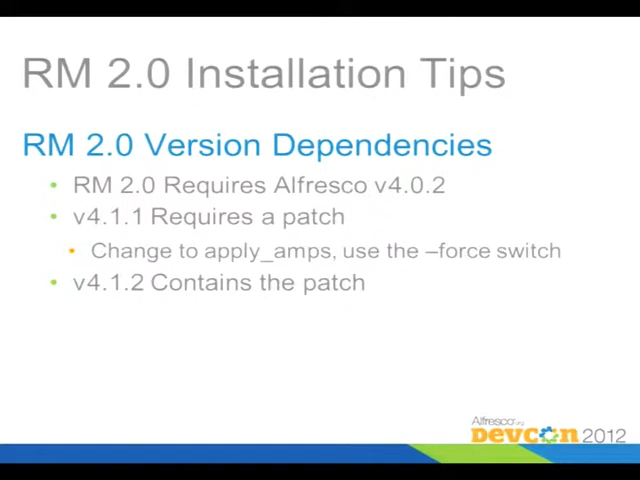 RM 2.0 Installation Tips
RM 2.0 Version Dependencies
• RM 2.0 Requires Alfresco v4.0.2
• v4.1.1 Requires a patch
• Change to apply_amps, use the –force switch
• v4.1.2 Contains the patch
Alfresco.org
Devcon 2012